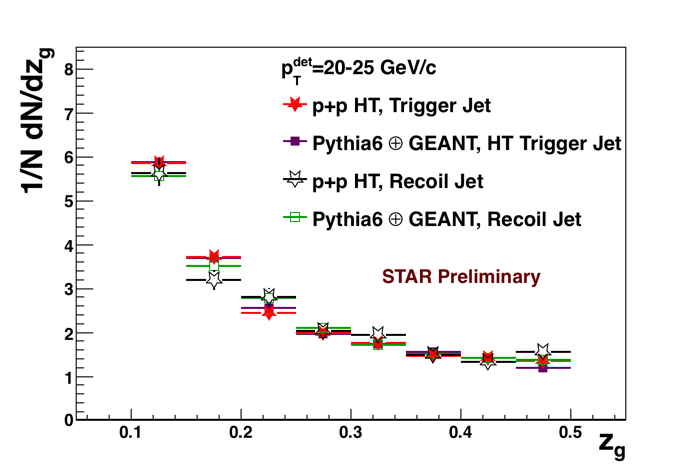 1/N dN/dz_g
8
7
6
5
4
3
2
1
0
p_T^det=20-25 GeV/c
p+p HT, Trigger Jet
Pythia6 ⊕ GEANT, HT Trigger Jet
p+p HT, Recoil Jet
Pythia6 ⊕ GEANT, Recoil Jet
STAR Preliminary
0.1 0.2 0.3 0.4 0.5
z_g